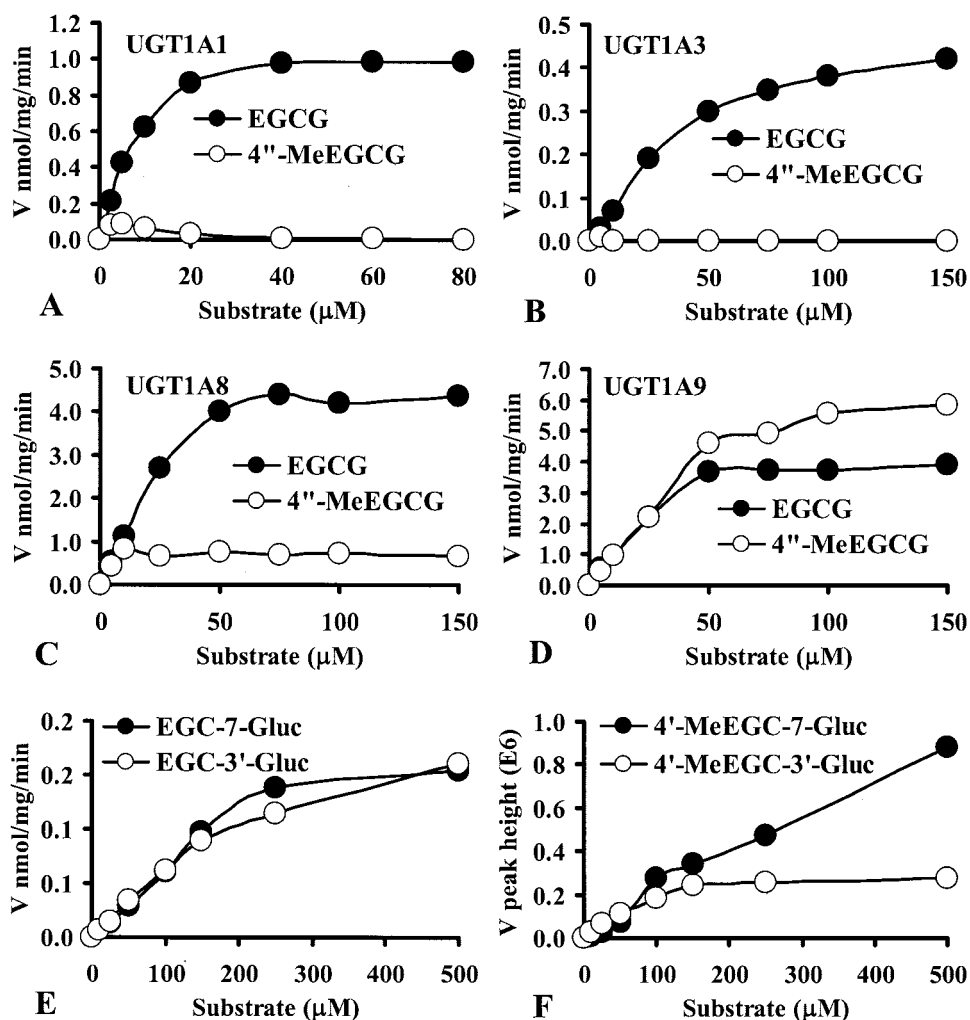 UGT1A1
V nmol/mg/min
1.2
1.0
0.8
0.6
0.4
0.2
0.0
EGCG
4"-MeEGCG
0 20 40 60 80
Substrate (µM)
A
UGT1A3
V nmol/mg/min
0.5
0.4
0.3
0.2
0.1
0.0
EGCG
4"-MeEGCG
0 50 100 150
Substrate (µM)
B
UGT1A8
V nmol/mg/min
5.0
4.0
3.0
2.0
1.0
0.0
EGCG
4"-MeEGCG
0 50 100 150
Substrate (µM)
C
UGT1A9
V nmol/mg/min
7.0
6.0
5.0
4.0
3.0
2.0
1.0
0.0
EGCG
4"-MeEGCG
0 50 100 150
Substrate (µM)
D
EGC-7-Gluc
EGC-3'-Gluc
V nmol/mg/min
0.2
0.2
0.1
0.1
0.0
0 100 200 300 400 500
Substrate (µM)
E
4'-MeEGC-7-Gluc
4'-MeEGC-3'-Gluc
V peak height (E6)
1.0
0.8
0.6
0.4
0.2
0.0
0 100 200 300 400 500
Substrate (µM)
F